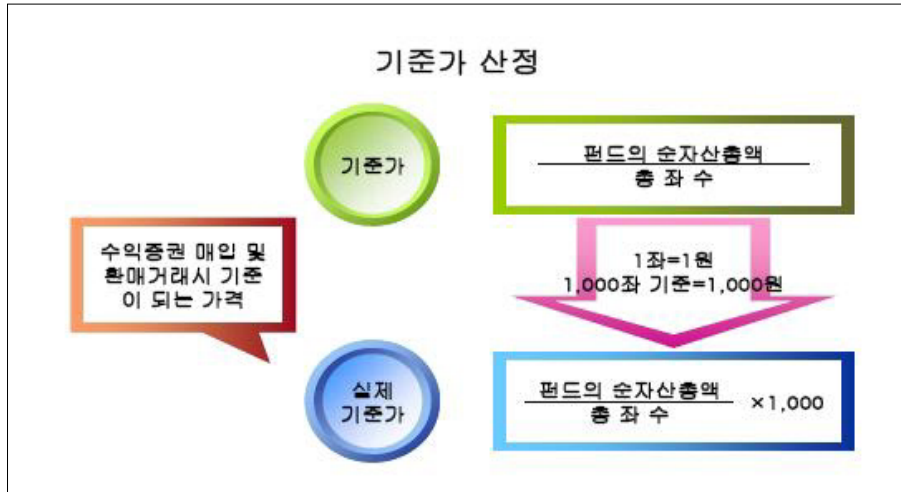 기준가 산정
기준가
펀드의 순자산총액
총 좌 수
수익증권 매입 및
환매거래시 기준
이 되는 가격
1좌=1원
1,000좌 기준=1,000원
실제
기준가
펀드의 순자산총액
총 좌 수
×1,000